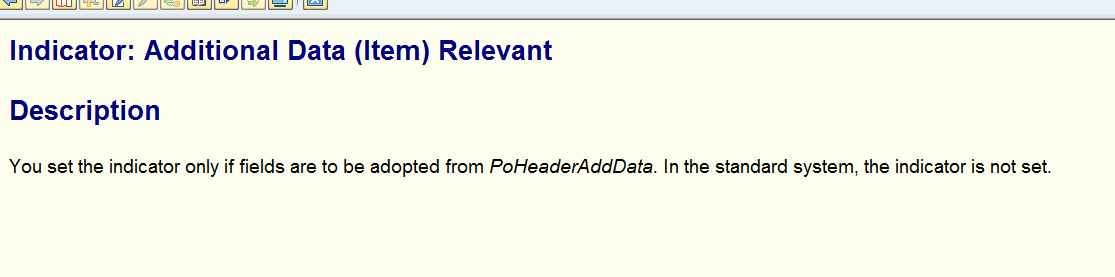 Indicator: Additional Data (Item) Relevant
Description
You set the indicator only if fields are to be adopted from PoHeaderAddData. In the standard system, the indicator is not set.